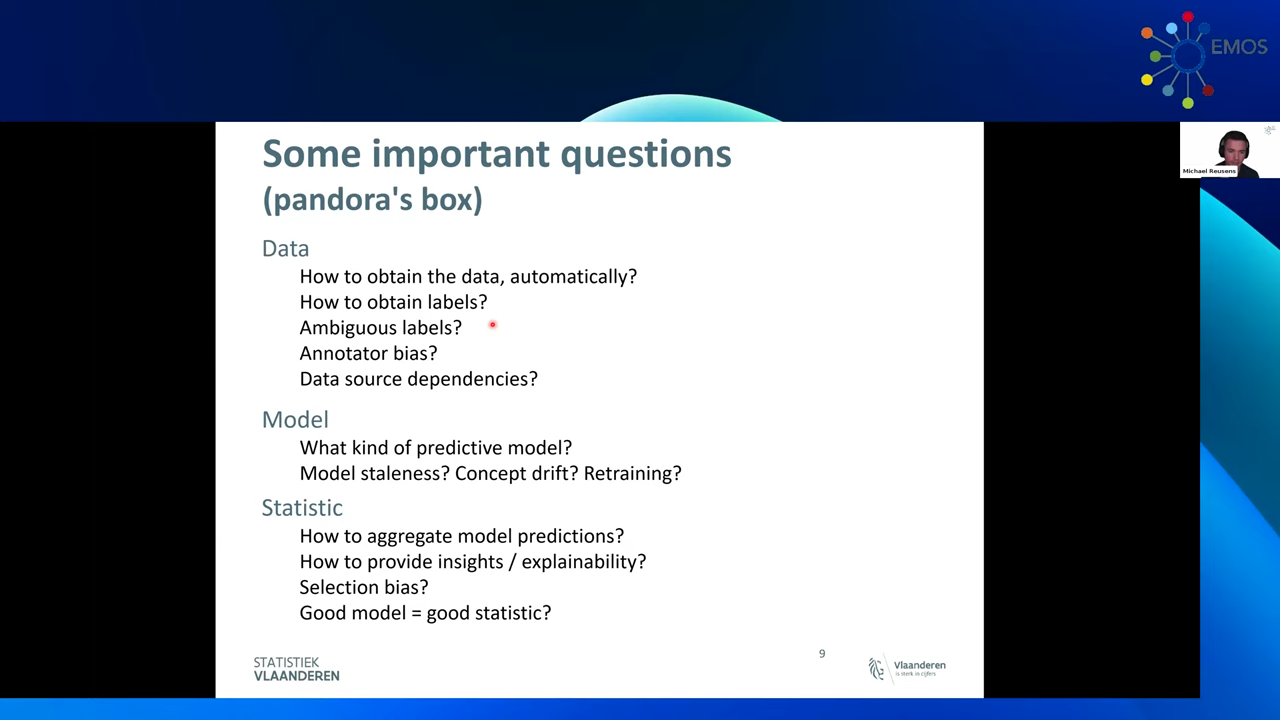 EMOS
Some important questions
(pandora's box)
Data
How to obtain the data, automatically?
How to obtain labels?
Ambiguous labels?
Annotator bias?
Data source dependencies?
Model
What kind of predictive model?
Model staleness? Concept drift? Retraining?
Statistic
How to aggregate model predictions?
How to provide insights / explainability?
Selection bias?
Good model = good statistic?
STATISTIEK
VLAANDEREN
9
Vlaanderen
is sterk in cijfers
Michael Reusens